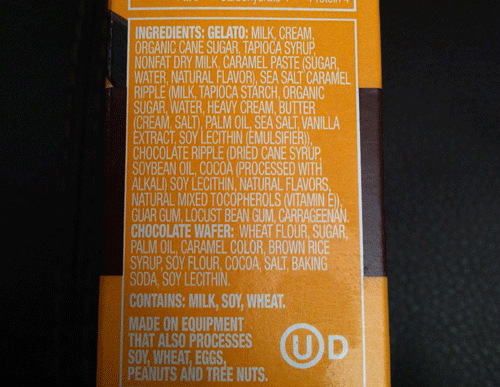 INGREDIENTS: GELATO: MILK, CREAM,
ORGANIC CANE SUGAR, TAPIOCA SYRUP,
NONFAT DRY MILK, CARAMEL PASTE (SUGAR,
WATER, NATURAL FLAVOR), SEA SALT CARAMEL
RIPPLE (MILK, TAPIOCA STARCH, ORGANIC
SUGAR, WATER, HEAVY CREAM, BUTTER
(CREAM, SALT), PALM OIL, SEA SALT, VANILLA
EXTRACT, SOY LECITHIN (EMULSIFIER)),
CHOCOLATE RIPPLE (DRIED CANE SYRUP,
SOYBEAN OIL, COCOA (PROCESSED WITH
ALKALI) SOY LECITHIN, NATURAL FLAVORS,
NATURAL MIXED TOCOPHEROLS (VITAMIN E)),
GUAR GUM, LOCUST BEAN GUM, CARRAGEENAN.
CHOCOLATE WAFER: WHEAT FLOUR, SUGAR,
PALM OIL, CARAMEL COLOR, BROWN RICE
SYRUP, SOY FLOUR, COCOA, SALT, BAKING
SODA, SOY LECITHIN.
CONTAINS: MILK, SOY, WHEAT.
MADE ON EQUIPMENT
THAT ALSO PROCESSES
SOY, WHEAT, EGGS,
PEANUTS AND TREE NUTS.
U D